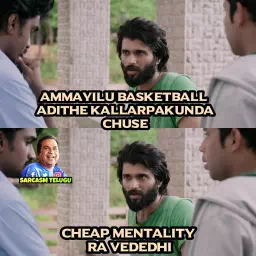 AMMAYILU BASKETBALL
ADITHE KALLARPAKUNDA
CHUSE
SARCASM TELUGU
CHEAP MENTALITY
RA VEDEDHI